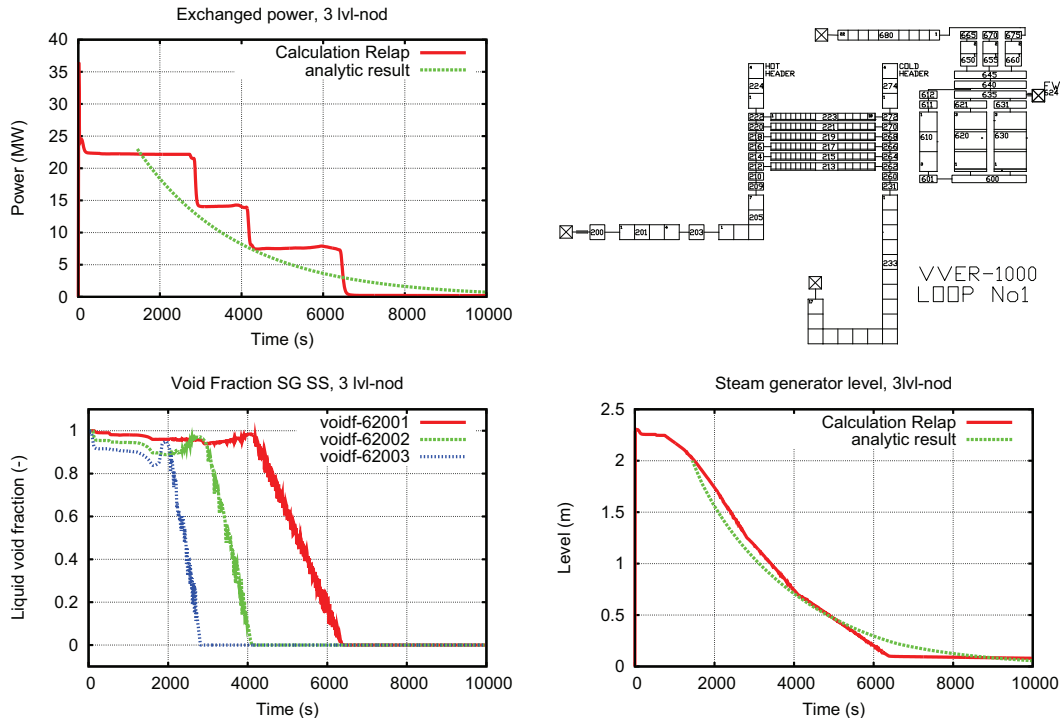 Exchanged power, 3 lvl-nod
Calculation Relap
analytic result
Power (MW)
40
35
30
25
20
15
10
5
0
0 2000 4000 6000 8000 10000
Time (s)
680
665 670 675
650 655 660
645
640
635
FW
624
612
611 621 631
610 620 630
601 600
HOT
HEADER
224
COLD
HEADER
274
222 223 272
220 221 270
218 219 268
216 217 266
214 215 264
212 213 262
210 260
209 231
205
200 201 203
233
VVER-1000
LOOP No1
Void Fraction SG SS, 3 lvl-nod
voidf-62001
voidf-62002
voidf-62003
Liquid void fraction (-)
1
0.8
0.6
0.4
0.2
0
0 2000 4000 6000 8000 10000
Time (s)
Steam generator level, 3lvl-nod
Calculation Relap
analytic result
Level (m)
2.5
2
1.5
1
0.5
0
0 2000 4000 6000 8000 10000
Time (s)